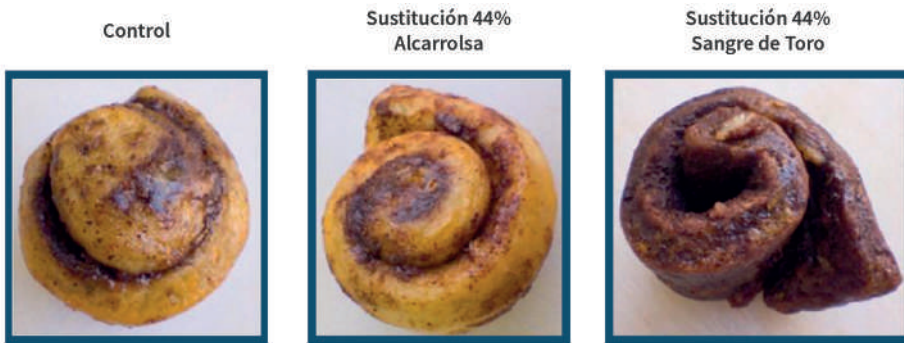 Control
Sustitución 44%
Alcarrolsa
Sustitución 44%
Sangre de Toro